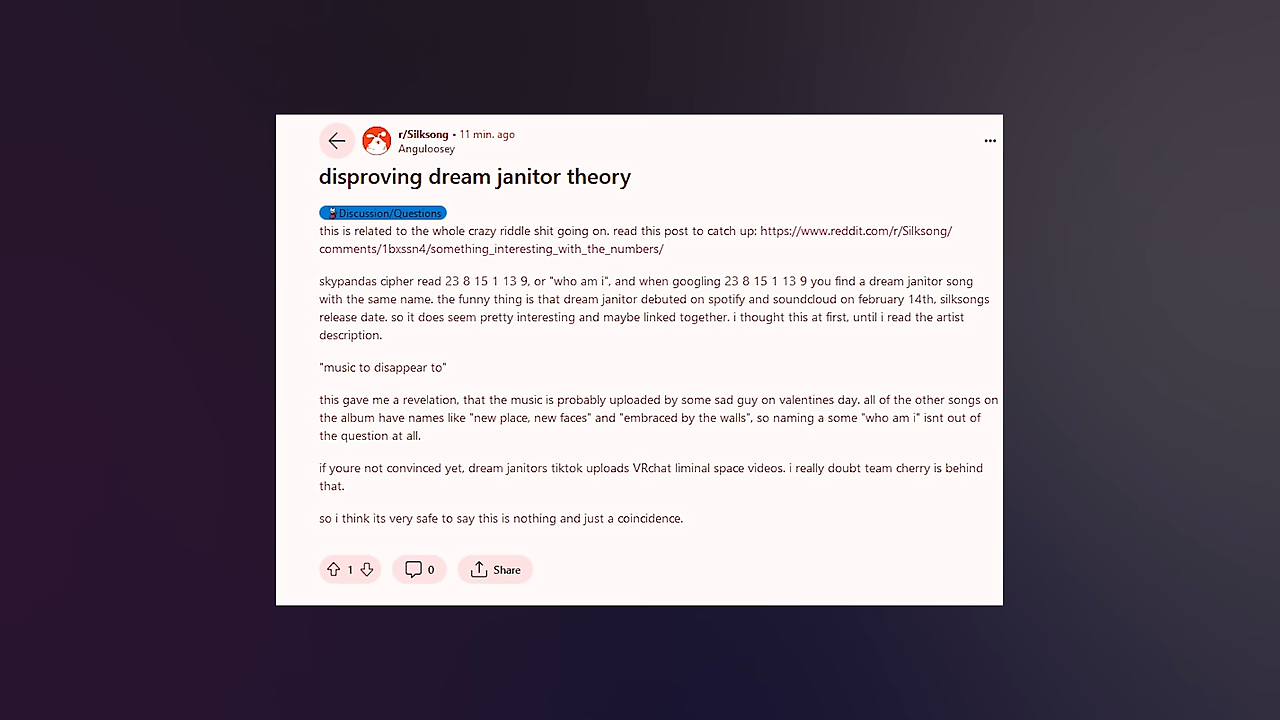 r/Silksong • 11 min. ago
Anguloosey
disproving dream janitor theory
Discussion/Questions
this is related to the whole crazy riddle shit going on. read this post to catch up: https://www.reddit.com/r/Silksong/
comments/1bxssn4/something_interesting_with_the_numbers/
skypandas cipher read 23 8 15 1 13 9, or "who am i", and when googling 23 8 15 1 13 9 you find a dream janitor song
with the same name. the funny thing is that dream janitor debuted on spotify and soundcloud on february 14th, silksongs
release date. so it does seem pretty interesting and maybe linked together. i thought this at first, until i read the artist
description.
"music to disappear to"
this gave me a revelation, that the music is probably uploaded by some sad guy on valentines day. all of the other songs on
the album have names like "new place, new faces" and "embraced by the walls", so naming a some "who am i" isnt out of
the question at all.
if youre not convinced yet, dream janitors tiktok uploads VRchat liminal space videos. i really doubt team cherry is behind
that.
so i think its very safe to say this is nothing and just a coincidence.
1 0 Share